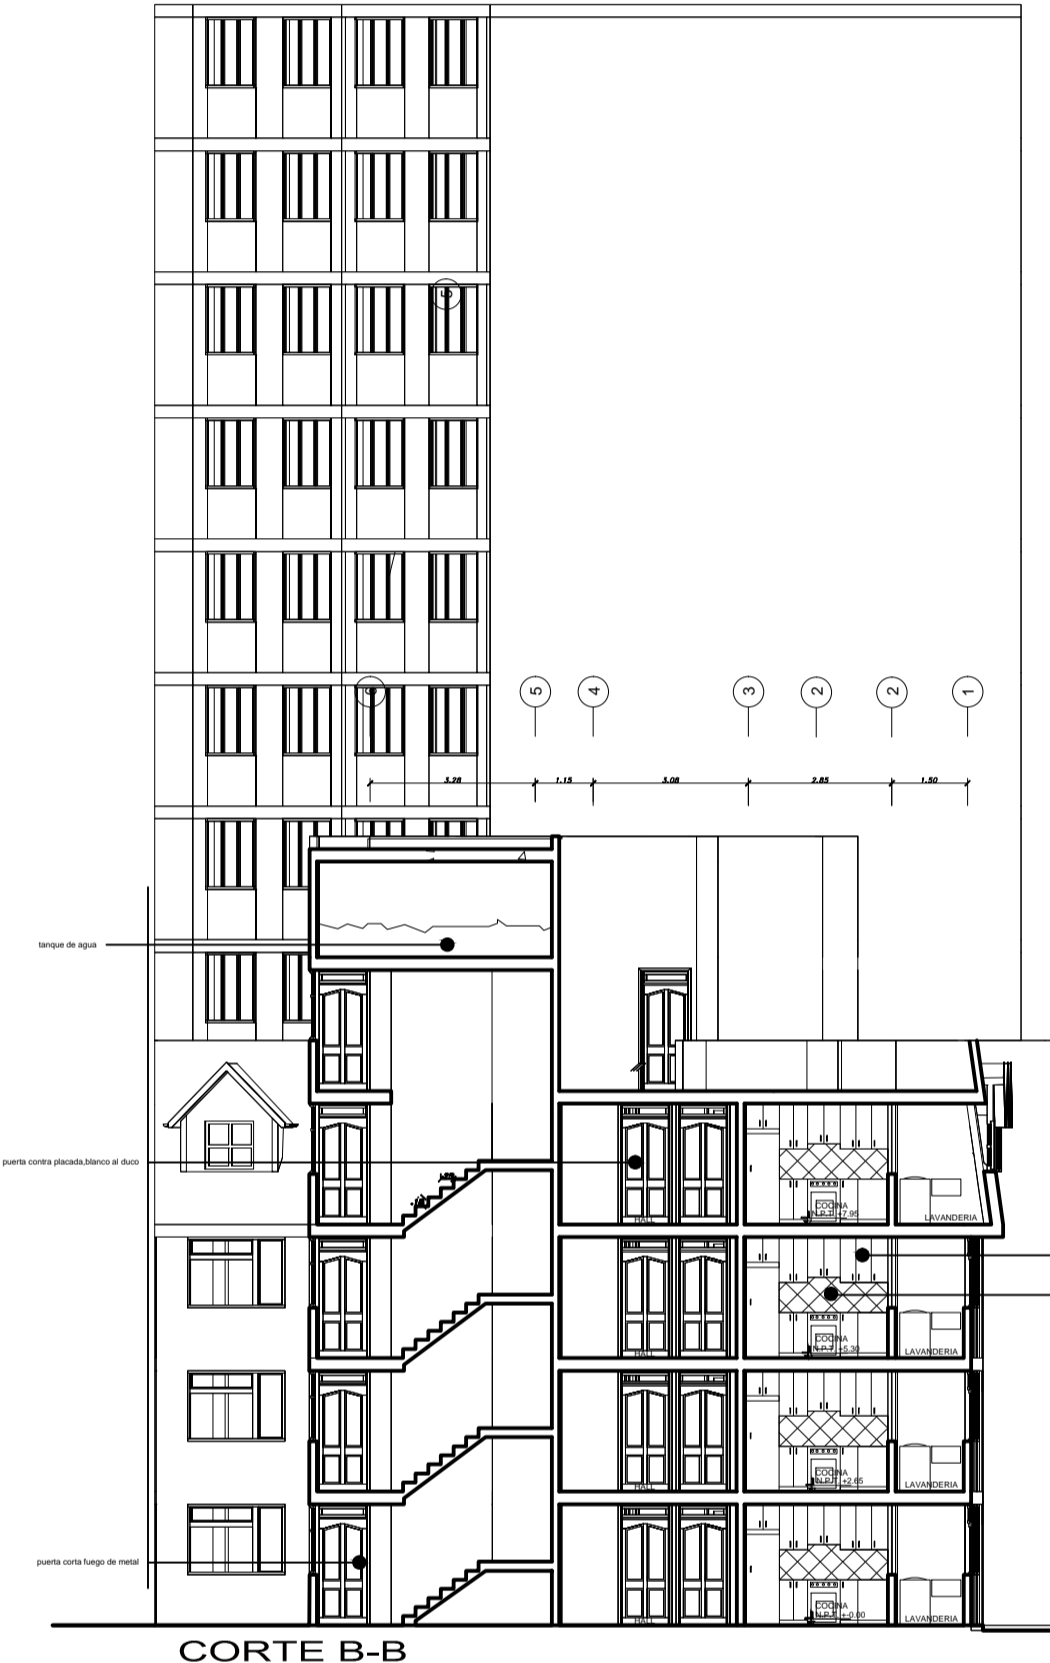 5
6
5
4
3
2
2
1
3.28
1.15
3.08
2.85
1.50
tanque de agua
puerta contra placada,blanco al duco
COCINA
N.P.T. +7.95
HALL
LAVANDERIA
COCINA
N.P.T. +5.30
HALL
LAVANDERIA
COCINA
N.P.T. +2.65
HALL
LAVANDERIA
puerta corta fuego de metal
COCINA
N.P.T. +-0.00
HALL
LAVANDERIA
CORTE B-B